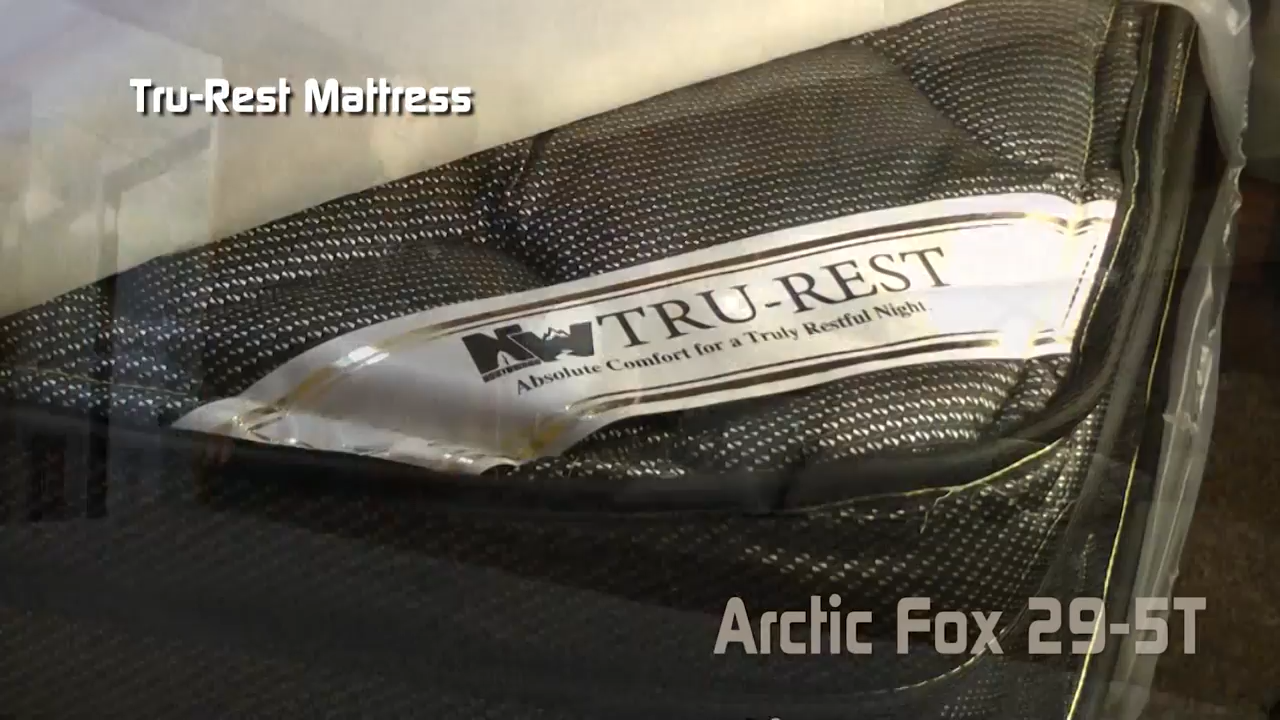 Tru-Rest Mattress
NW TRU-REST
Absolute Comfort for a Truly Restful Night
Arctic Fox 29-5T